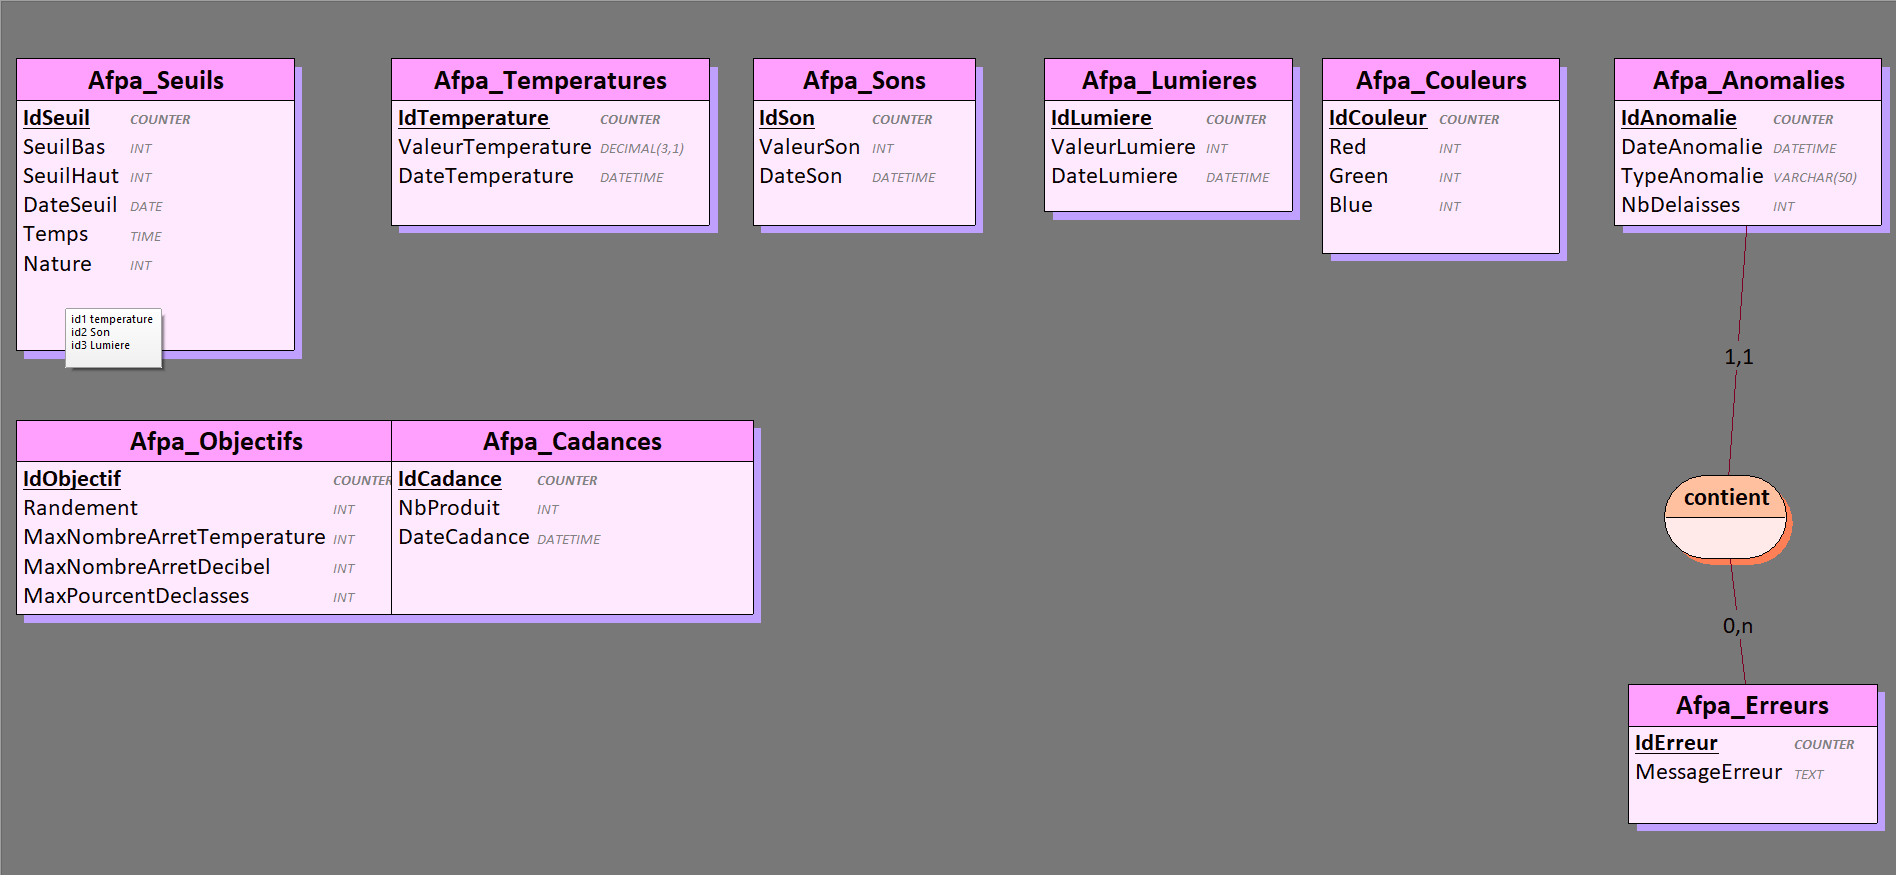 Afpa_Seuils
IdSeuil COUNTER
SeuilBas INT
SeuilHaut INT
DateSeuil DATE
Temps TIME
Nature INT
id1 temperature
id2 Son
id3 Lumiere
Afpa_Temperatures
IdTemperature COUNTER
ValeurTemperature DECIMAL(3,1)
DateTemperature DATETIME
Afpa_Sons
IdSon COUNTER
ValeurSon INT
DateSon DATETIME
Afpa_Lumieres
IdLumiere COUNTER
ValeurLumiere INT
DateLumiere DATETIME
Afpa_Couleurs
IdCouleur COUNTER
Red INT
Green INT
Blue INT
Afpa_Anomalies
IdAnomalie COUNTER
DateAnomalie DATETIME
TypeAnomalie VARCHAR(50)
NbDelaisses INT
1,1
contient
0,n
Afpa_Erreurs
IdErreur COUNTER
MessageErreur TEXT
Afpa_Objectifs
IdObjectif COUNTER
Randement INT
MaxNombreArretTemperature INT
MaxNombreArretDecibel INT
MaxPourcentDeclasses INT
Afpa_Cadances
IdCadance COUNTER
NbProduit INT
DateCadance DATETIME